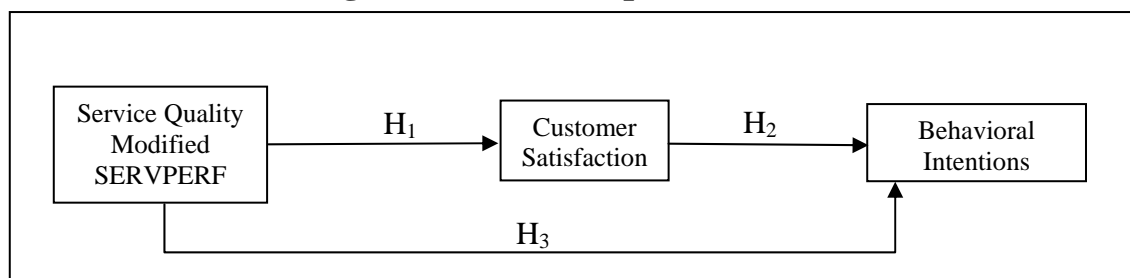 Service Quality
Modified
SERVPERF
H₁
Customer
Satisfaction
H₂
Behavioral
Intentions
H₃